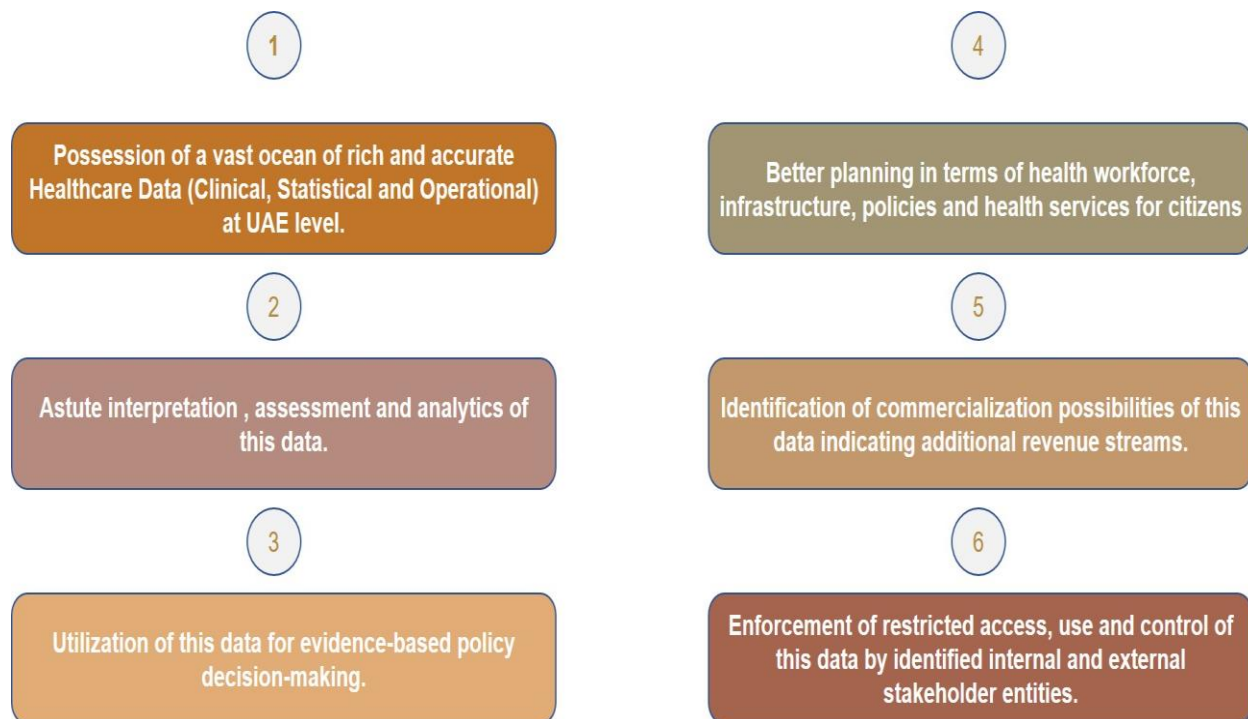 1
Possession of a vast ocean of rich and accurate
Healthcare Data (Clinical, Statistical and Operational)
at UAE level.
2
Astute interpretation , assessment and analytics of
this data.
3
Utilization of this data for evidence-based policy
decision-making.
4
Better planning in terms of health workforce,
infrastructure, policies and health services for citizens
5
Identification of commercialization possibilities of this
data indicating additional revenue streams.
6
Enforcement of restricted access, use and control of
this data by identified internal and external
stakeholder entities.